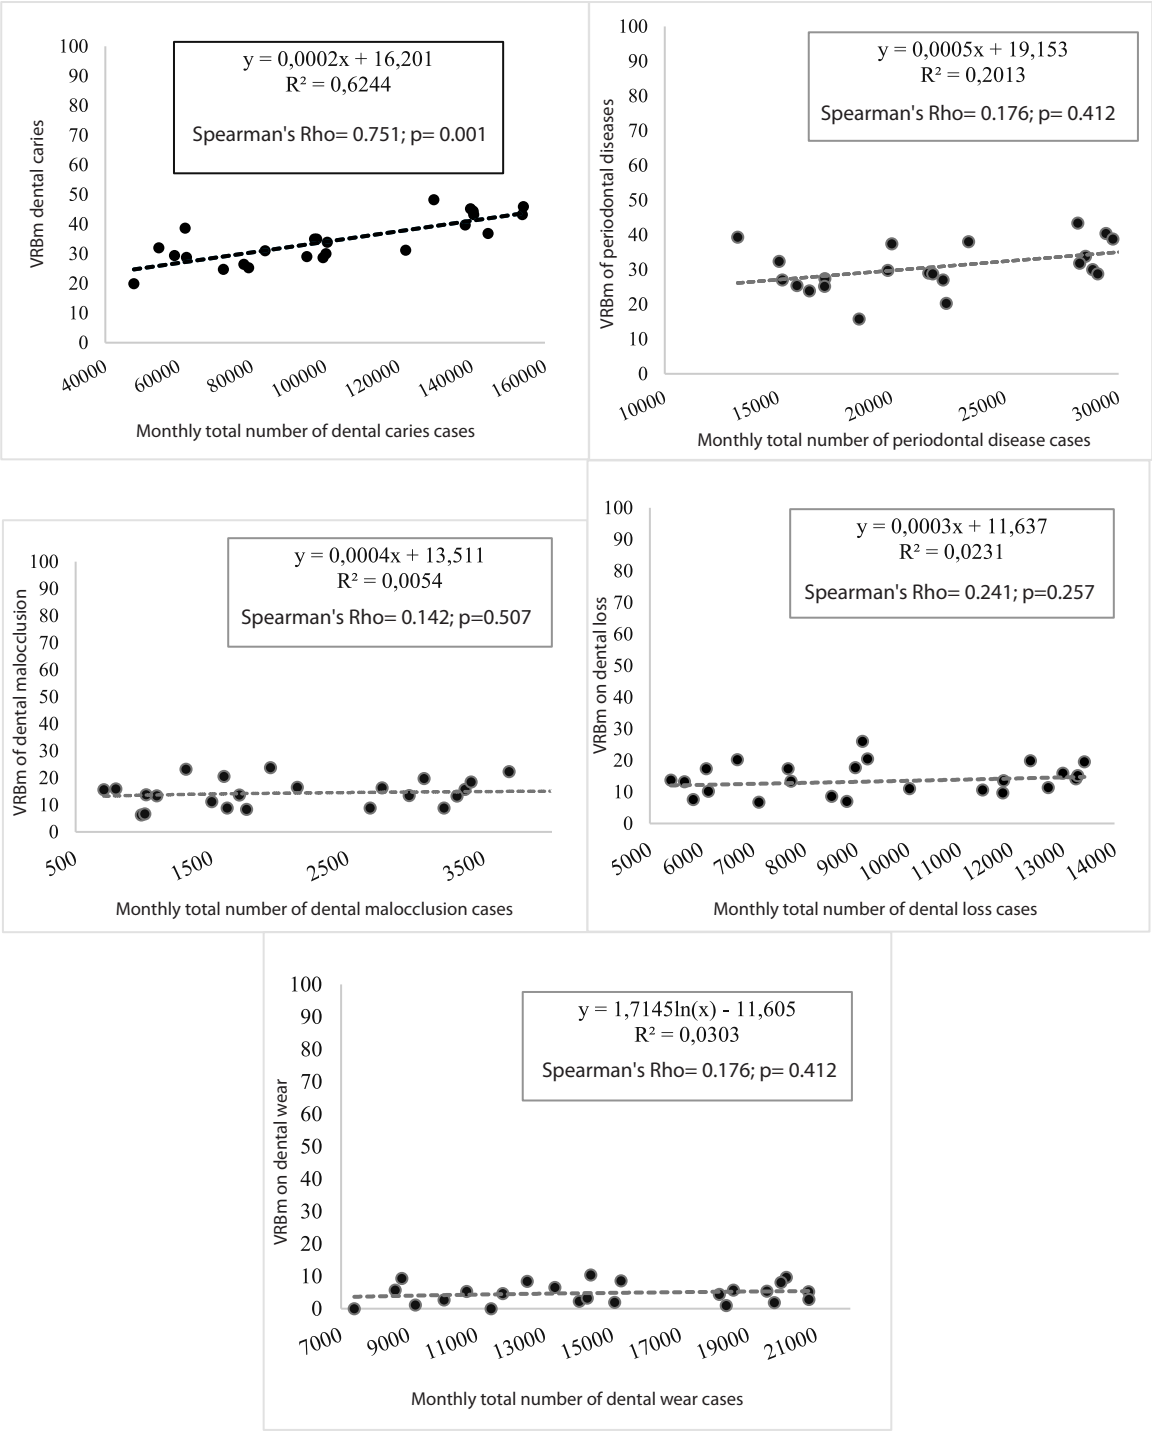 y = 0,0002x + 16,201
R² = 0,6244
Spearman's Rho= 0.751; p= 0.001
VRBm dental caries
100
90
80
70
60
50
40
30
20
10
0
40000 60000 80000 100000 120000 140000 160000
Monthly total number of dental caries cases
y = 0,0005x + 19,153
R² = 0,2013
Spearman's Rho= 0.176; p= 0.412
VRBm of periodontal diseases
100
90
80
70
60
50
40
30
20
10
0
10000 15000 20000 25000 30000
Monthly total number of periodontal disease cases
y = 0,0004x + 13,511
R² = 0,0054
Spearman's Rho= 0.142; p=0.507
VRBm of dental malocclusion
100
90
80
70
60
50
40
30
20
10
0
500 1500 2500 3500
Monthly total number of dental malocclusion cases
y = 0,0003x + 11,637
R² = 0,0231
Spearman's Rho= 0.241; p=0.257
VRBm on dental loss
100
90
80
70
60
50
40
30
20
10
0
5000 6000 7000 8000 9000 10000 11000 12000 13000 14000
Monthly total number of dental loss cases
y = 1,7145ln(x) - 11,605
R² = 0,0303
Spearman's Rho= 0.176; p= 0.412
VRBm on dental wear
100
90
80
70
60
50
40
30
20
10
0
7000 9000 11000 13000 15000 17000 19000 21000
Monthly total number of dental wear cases